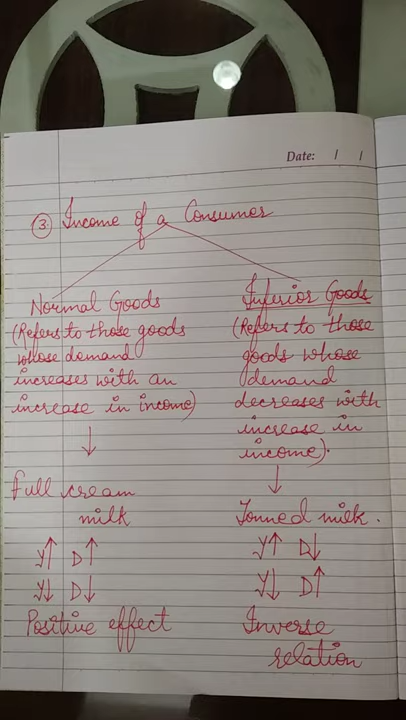 Date: / /
③ Income of a Consumer
Normal Goods
(Refers to those goods
whose demand
increases with an
increase in income)
↓
Full cream
milk
Y↑ D↑
Y↓ D↓
Positive effect
Inferior Goods
(Refers to those
goods whose
demand
decreases with
increase in
income).
↓
Tonned milk.
Y↑ D↓
Y↓ D↑
Inverse
relation